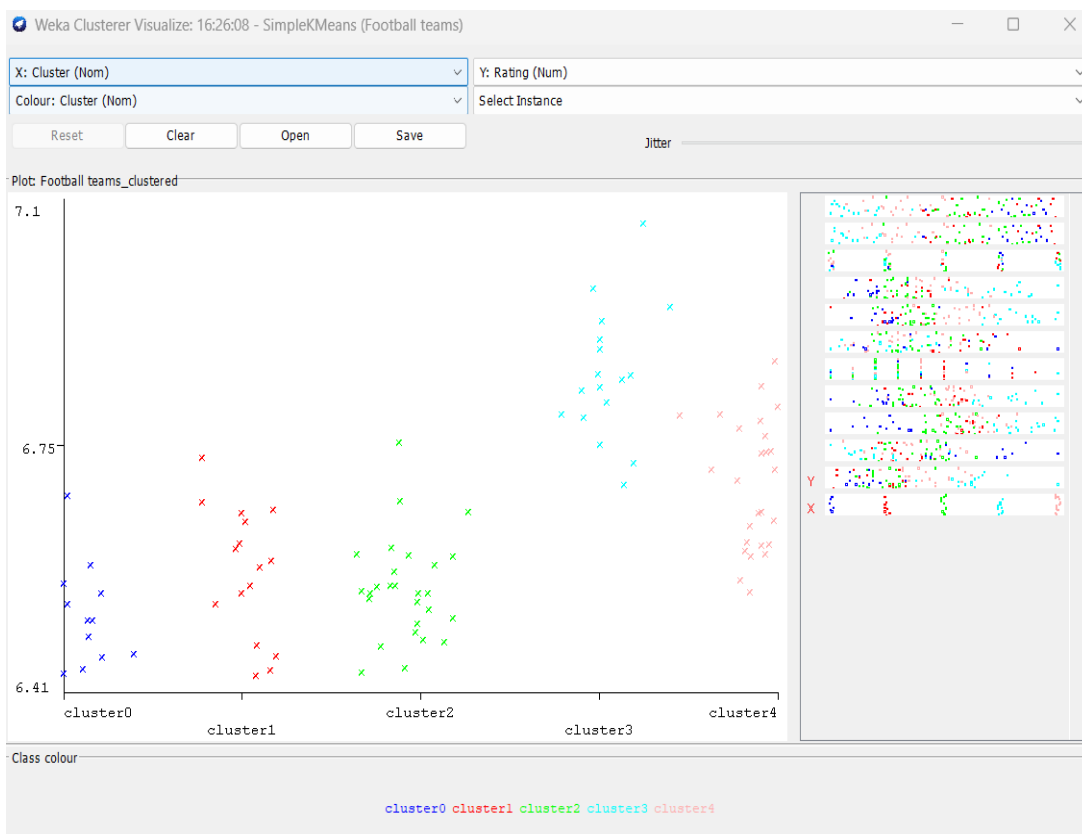 Weka Clusterer Visualize: 16:26:08 - SimpleKMeans (Football teams)
X: Cluster (Nom)
Y: Rating (Num)
Colour: Cluster (Nom)
Select Instance
Reset
Clear
Open
Save
Jitter
Plot: Football teams_clustered
7.1
6.75
6.41
cluster0
cluster1
cluster2
cluster3
cluster4
Y
X
Class colour
cluster0 cluster1 cluster2 cluster3 cluster4